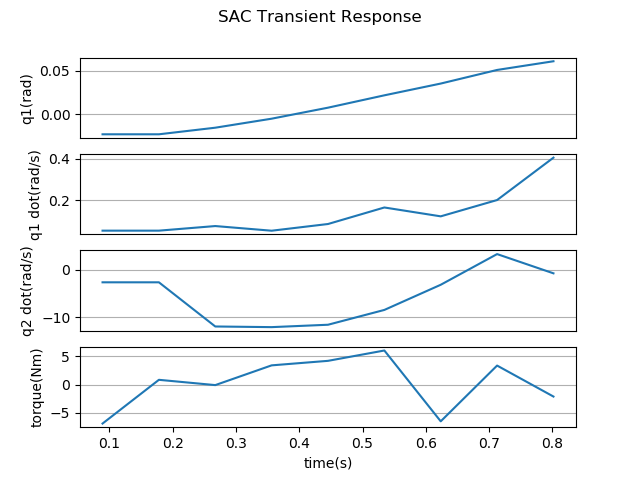 SAC Transient Response
q1(rad)
0.05
0.00
q1 dot(rad/s)
0.4
0.2
q2 dot(rad/s)
0
−10
torque(Nm)
5
0
−5
0.1 0.2 0.3 0.4 0.5 0.6 0.7 0.8
time(s)